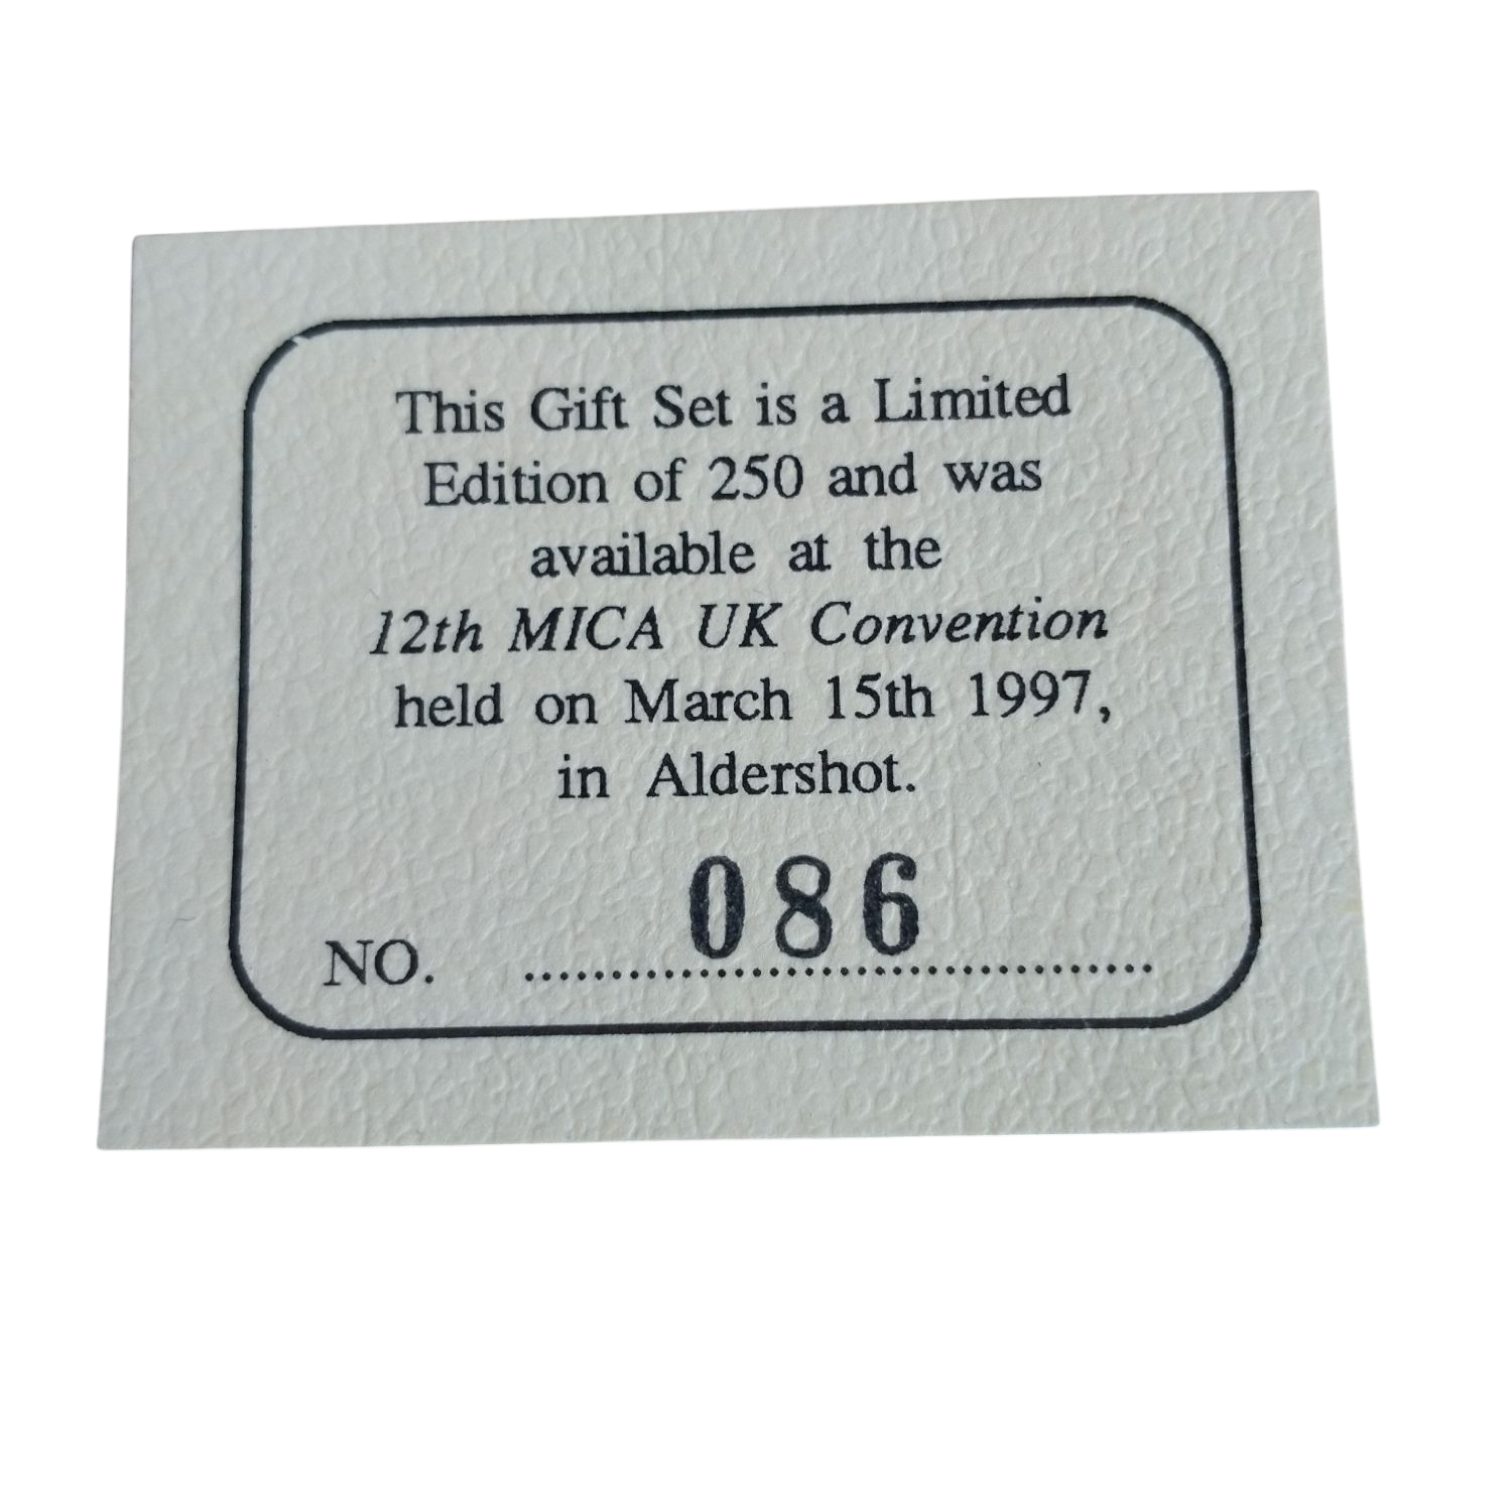 This Gift Set is a Limited
Edition of 250 and was
available at the
12th MICA UK Convention
held on March 15th 1997,
in Aldershot.
NO. 086